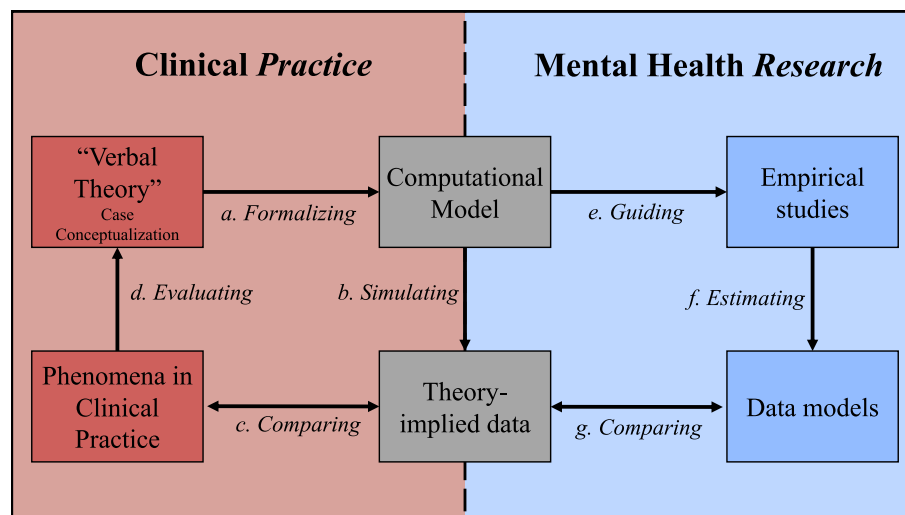 Clinical Practice
Mental Health Research
“Verbal
Theory”
Case
Conceptualization
a. Formalizing
Computational
Model
e. Guiding
Empirical
studies
d. Evaluating
b. Simulating
f. Estimating
Phenomena in
Clinical
Practice
c. Comparing
Theory-
implied data
g. Comparing
Data models